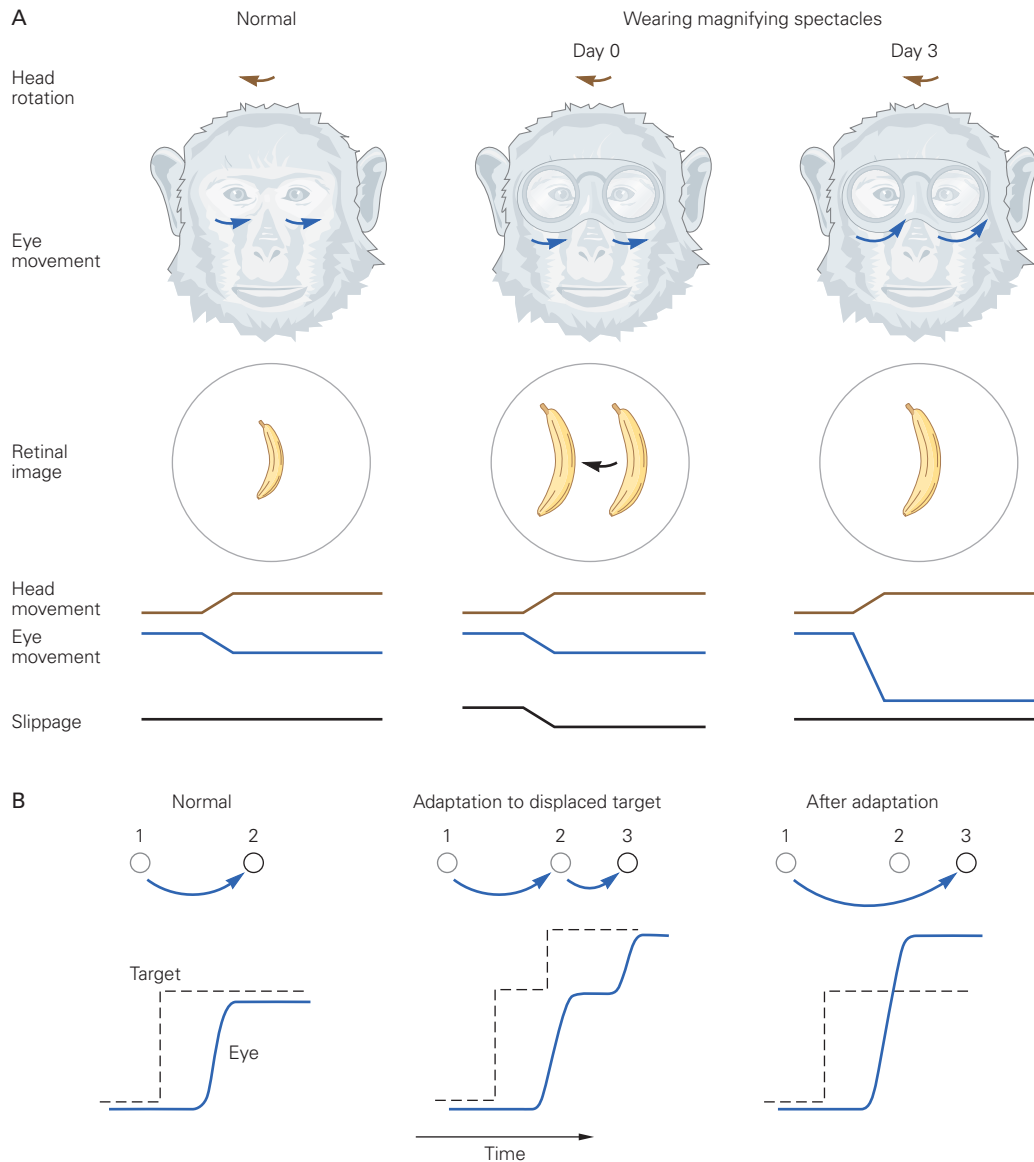 A
Normal
Wearing magnifying spectacles
Day 0
Day 3
Head
rotation
Eye
movement
Retinal
image
Head
movement
Eye
movement
Slippage
B
Normal
Adaptation to displaced target
After adaptation
1 2
1 2 3
1 2 3
Target
Eye
Time